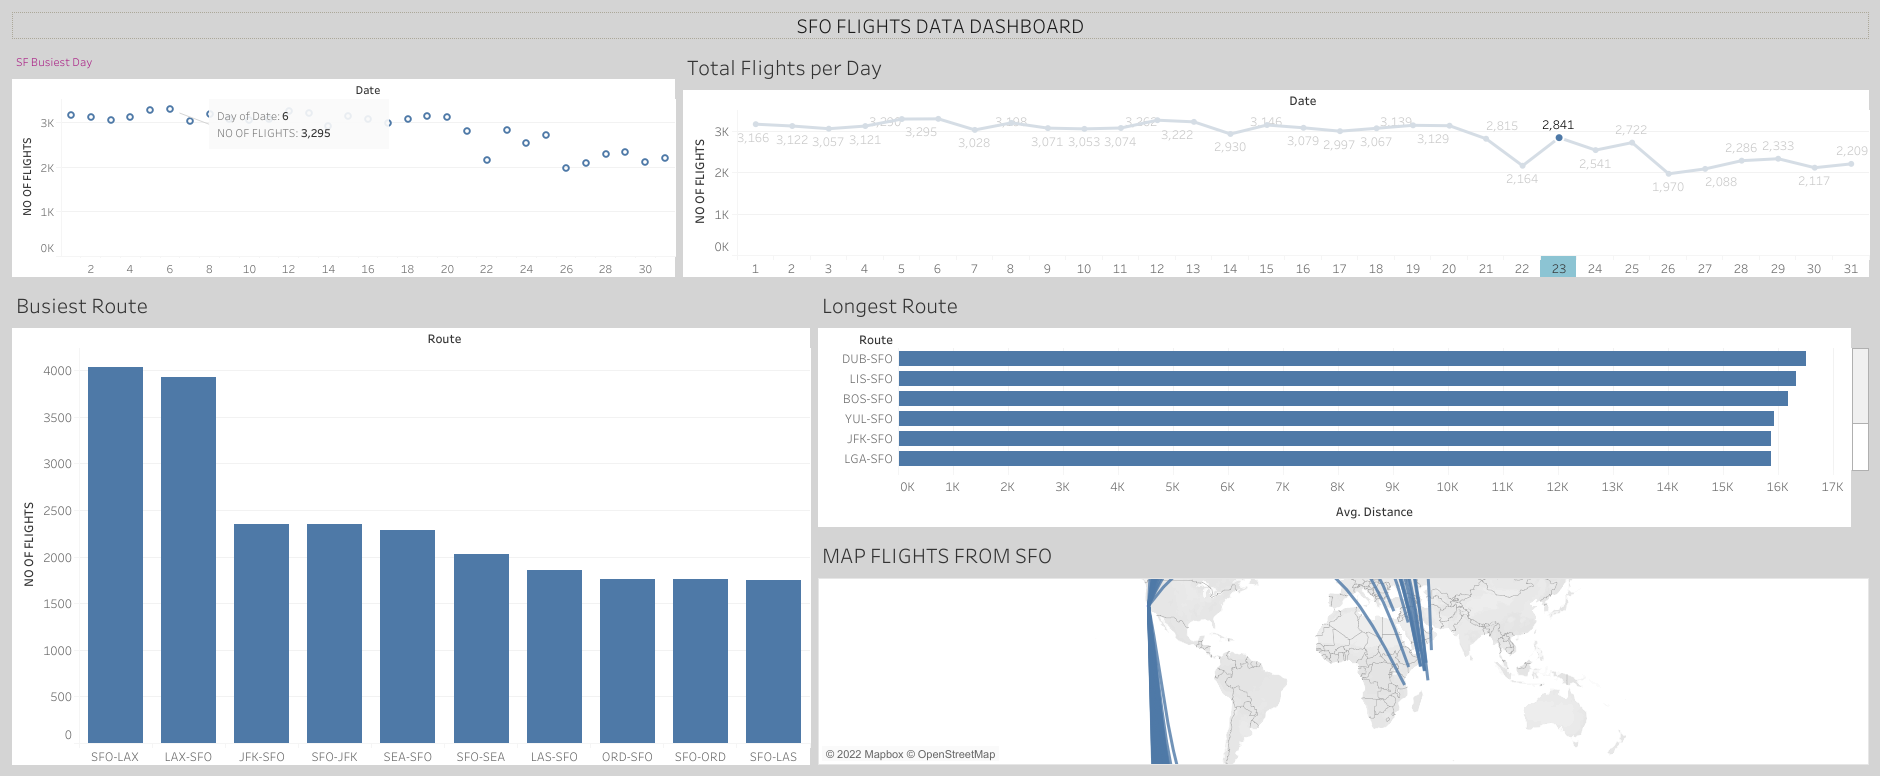 SFO FLIGHTS DATA DASHBOARD
SF Busiest Day
Date
NO OF FLIGHTS
3K
2K
1K
0K
Day of Date: 6
NO OF FLIGHTS: 3,295
2 4 6 8 10 12 14 16 18 20 22 24 26 28 30
Total Flights per Day
Date
NO OF FLIGHTS
3K
2K
1K
0K
3,166 3,122 3,057 3,121 3,290 3,295 3,028 3,198 3,071 3,053 3,074 3,262 3,222 2,930 3,146 3,079 2,997 3,067 3,139 3,129 2,815 2,164 2,841 2,541 2,722 1,970 2,088 2,286 2,333 2,117 2,209
1 2 3 4 5 6 7 8 9 10 11 12 13 14 15 16 17 18 19 20 21 22 23 24 25 26 27 28 29 30 31
Busiest Route
Route
NO OF FLIGHTS
4000
3500
3000
2500
2000
1500
1000
500
0
SFO-LAX LAX-SFO JFK-SFO SFO-JFK SEA-SFO SFO-SEA LAS-SFO ORD-SFO SFO-ORD SFO-LAS
Longest Route
Route
DUB-SFO
LIS-SFO
BOS-SFO
YUL-SFO
JFK-SFO
LGA-SFO
0K 1K 2K 3K 4K 5K 6K 7K 8K 9K 10K 11K 12K 13K 14K 15K 16K 17K
Avg. Distance
MAP FLIGHTS FROM SFO
© 2022 Mapbox © OpenStreetMap